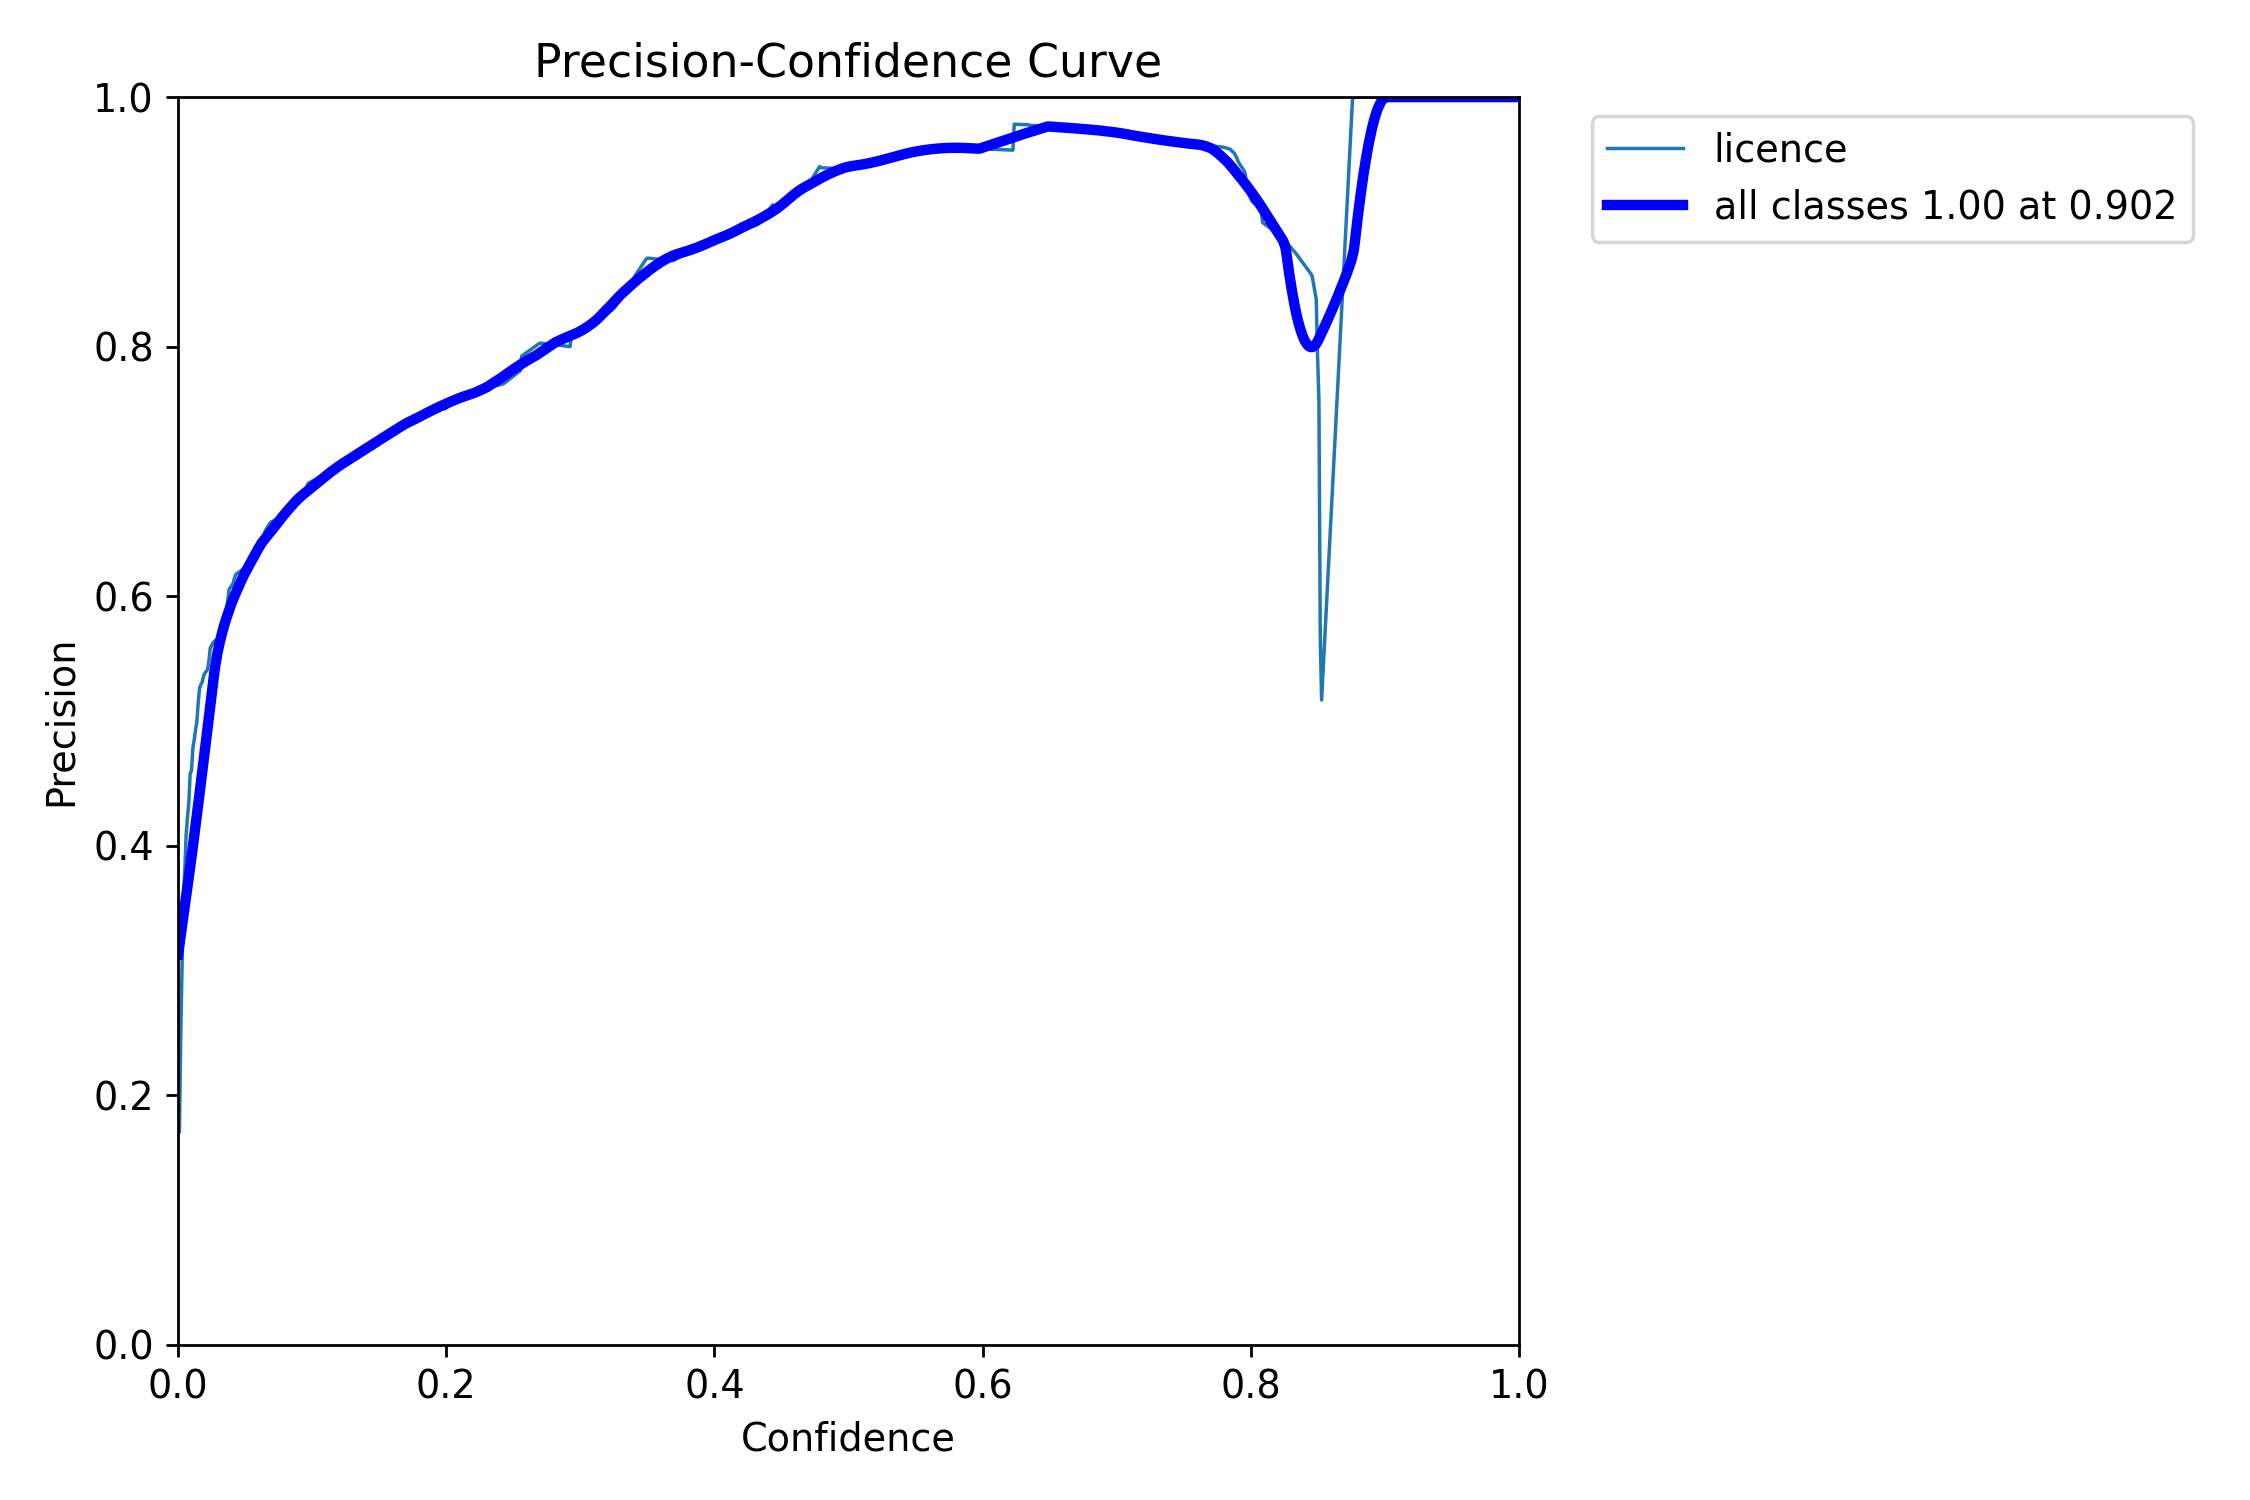 Precision-Confidence Curve
licence
all classes 1.00 at 0.902
Precision
1.0
0.8
0.6
0.4
0.2
0.0
0.0 0.2 0.4 0.6 0.8 1.0
Confidence